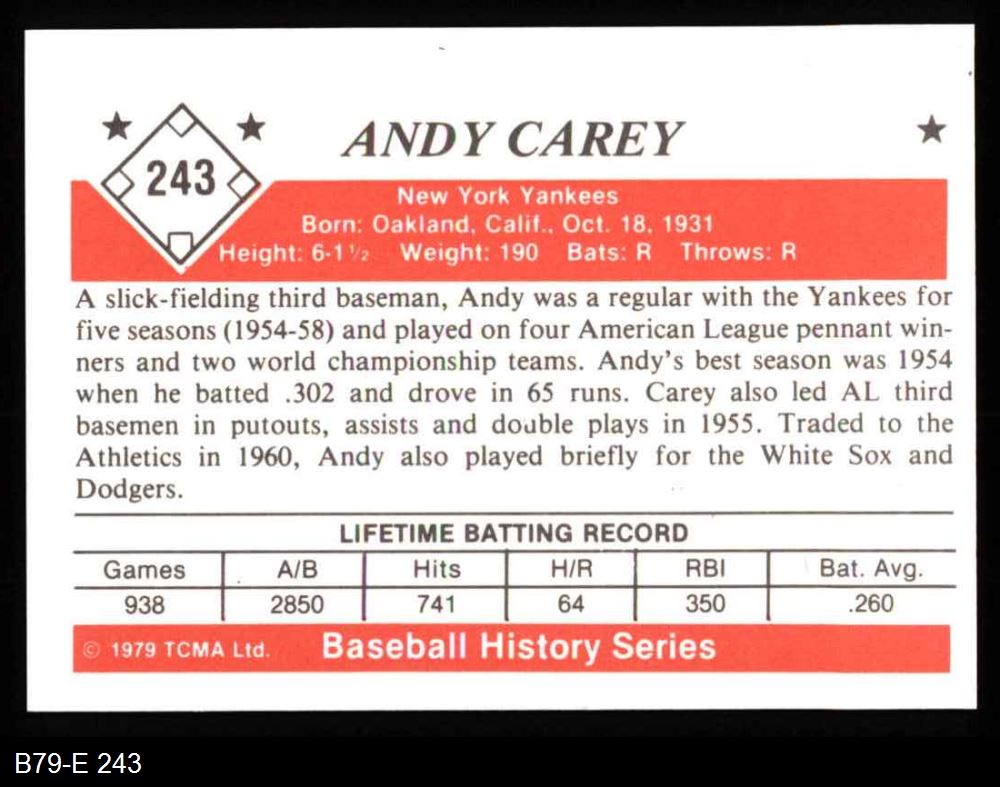 243
ANDY CAREY
New York Yankees
Born: Oakland, Calif., Oct. 18, 1931
Height: 6-1 1/2 Weight: 190 Bats: R Throws: R
A slick-fielding third baseman, Andy was a regular with the Yankees for
five seasons (1954-58) and played on four American League pennant win-
ners and two world championship teams. Andy's best season was 1954
when he batted .302 and drove in 65 runs. Carey also led AL third
basemen in putouts, assists and double plays in 1955. Traded to the
Athletics in 1960, Andy also played briefly for the White Sox and
Dodgers.
LIFETIME BATTING RECORD
Games A/B Hits H/R RBI Bat. Avg.
938 2850 741 64 350 .260
© 1979 TCMA Ltd. Baseball History Series
B79-E 243